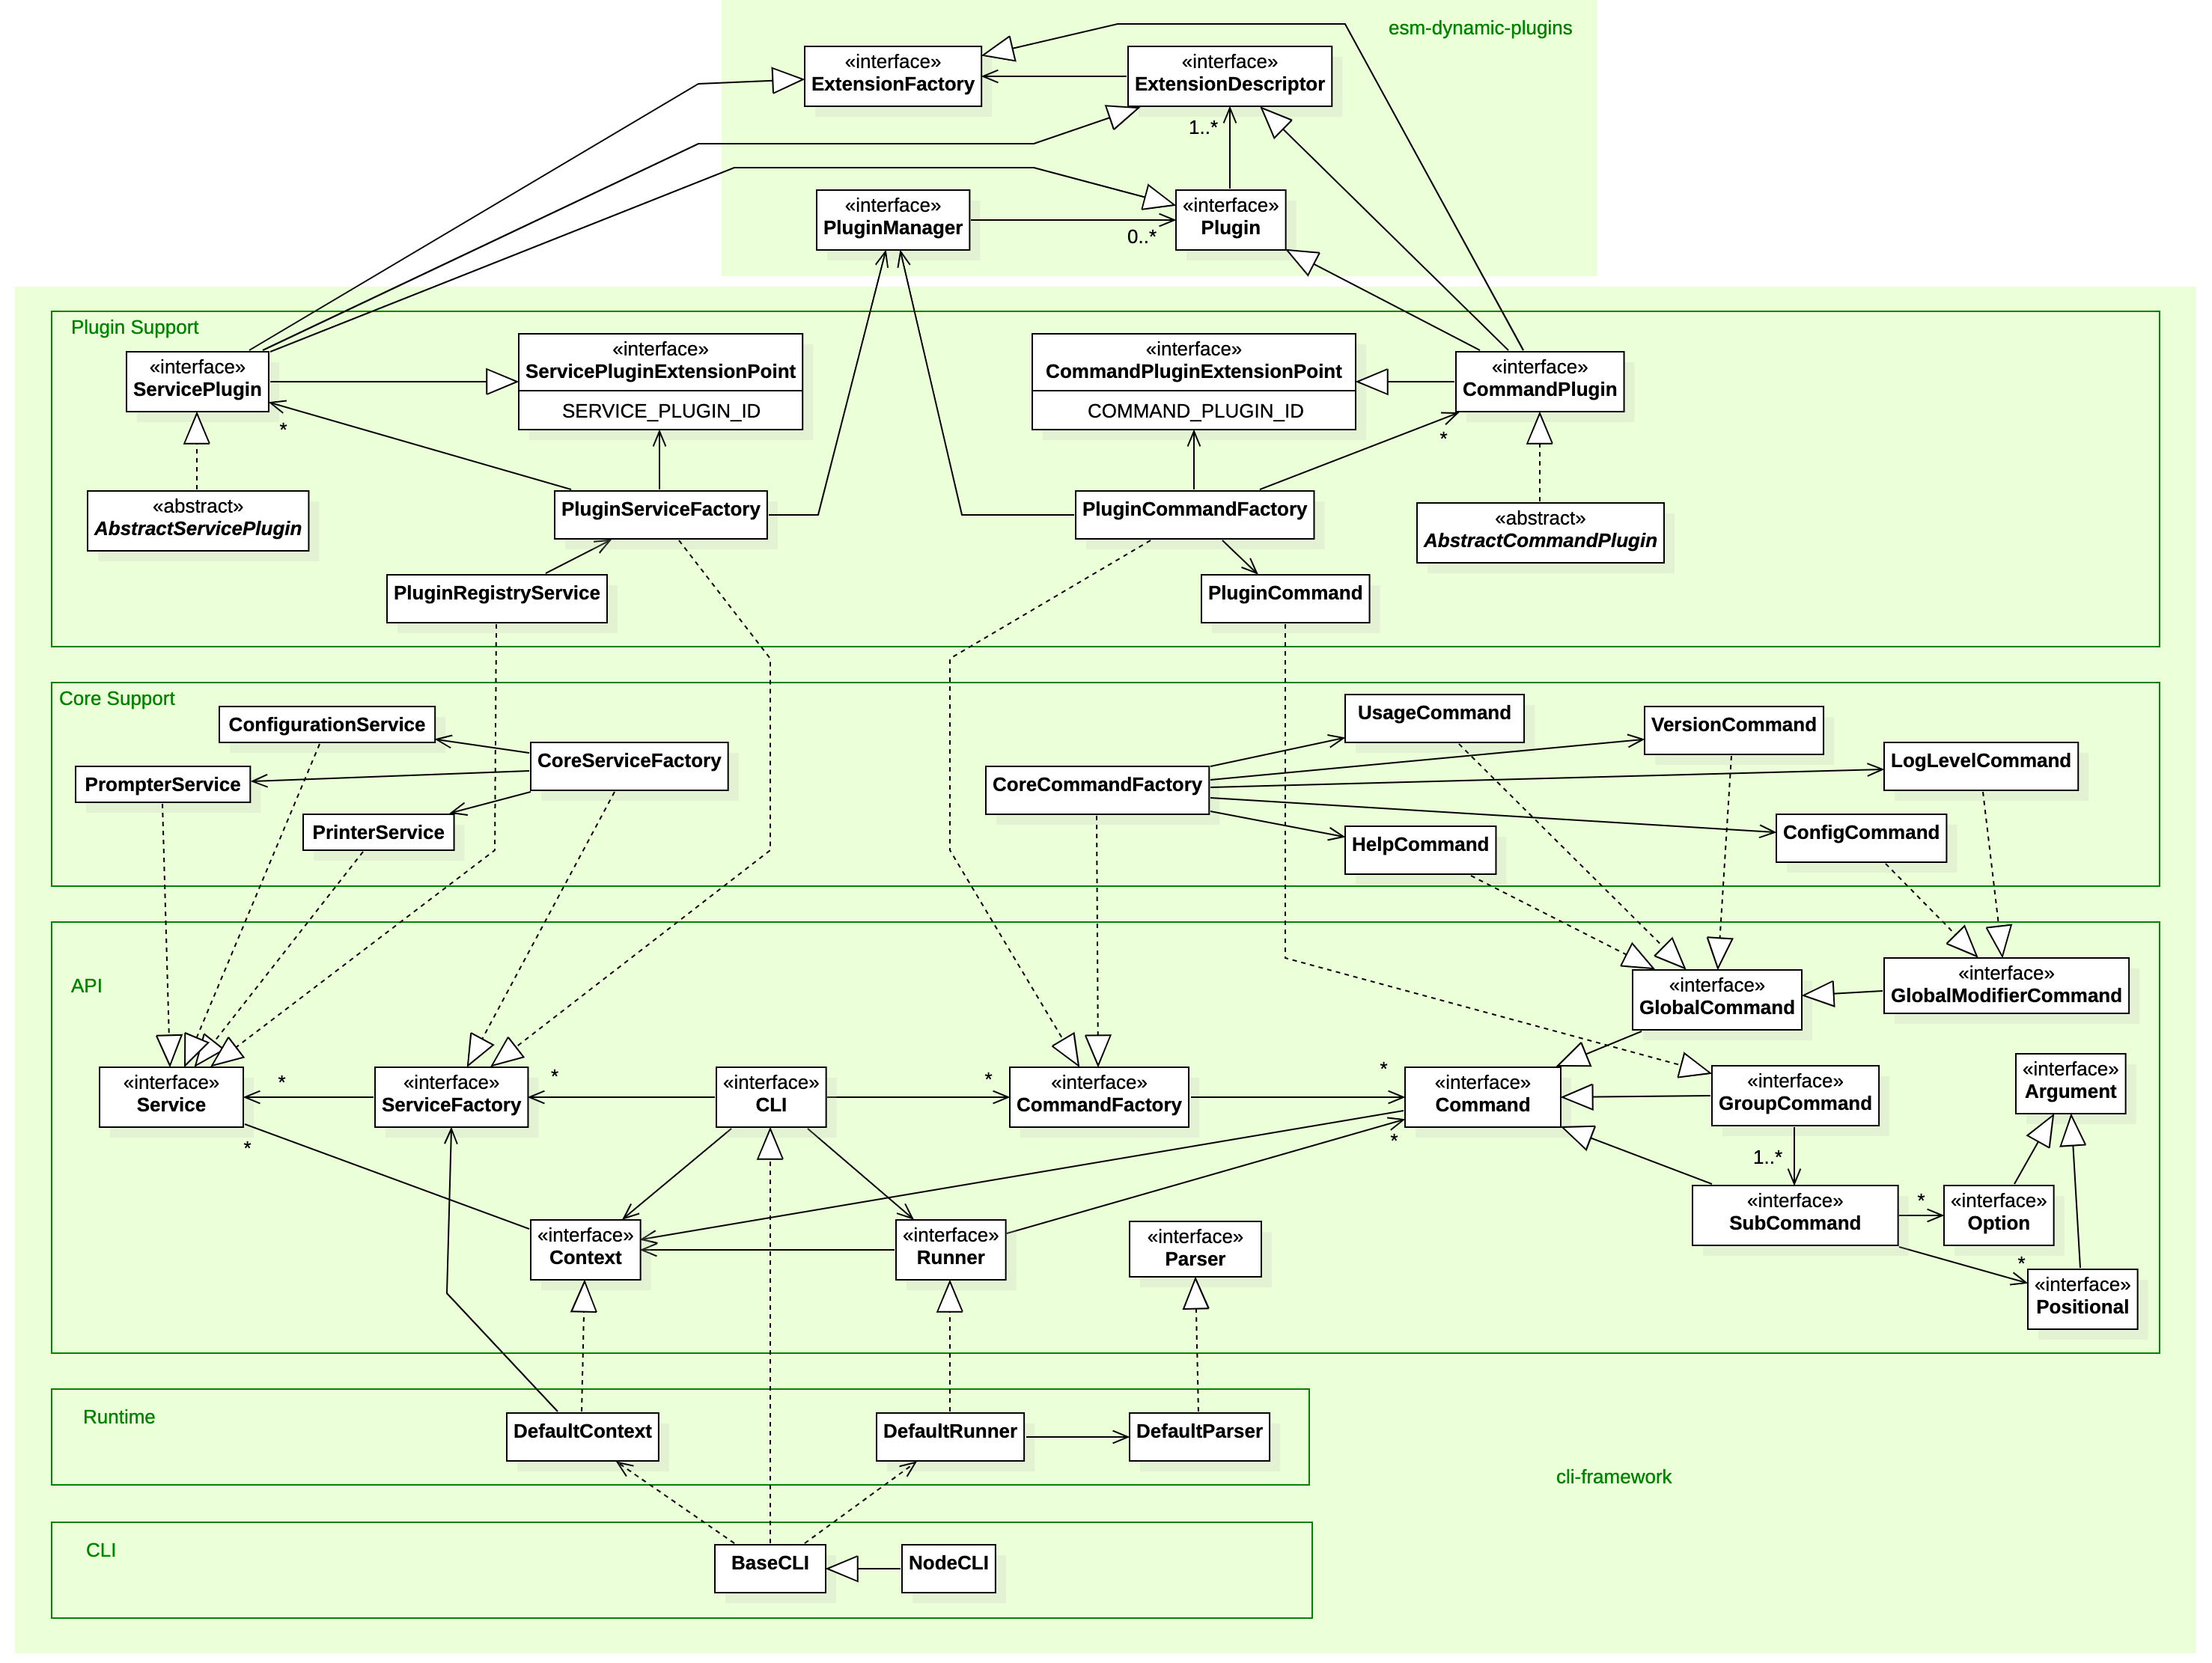 esm-dynamic-plugins
«interface»
ExtensionFactory
«interface»
ExtensionDescriptor
1..*
«interface»
PluginManager
0..*
«interface»
Plugin
Plugin Support
«interface»
ServicePlugin
*
«interface»
ServicePluginExtensionPoint
SERVICE_PLUGIN_ID
«interface»
CommandPluginExtensionPoint
COMMAND_PLUGIN_ID
«interface»
CommandPlugin
*
«abstract»
AbstractServicePlugin
PluginServiceFactory
PluginCommandFactory
«abstract»
AbstractCommandPlugin
PluginRegistryService
PluginCommand
Core Support
ConfigurationService
CoreServiceFactory
PrompterService
PrinterService
CoreCommandFactory
UsageCommand
VersionCommand
LogLevelCommand
HelpCommand
ConfigCommand
API
«interface»
GlobalCommand
«interface»
GlobalModifierCommand
«interface»
Service
*
*
«interface»
ServiceFactory
*
«interface»
CLI
*
«interface»
CommandFactory
*
*
«interface»
Command
«interface»
GroupCommand
«interface»
Argument
1..*
«interface»
SubCommand
*
«interface»
Option
*
«interface»
Positional
«interface»
Context
«interface»
Runner
«interface»
Parser
Runtime
DefaultContext
DefaultRunner
DefaultParser
cli-framework
CLI
BaseCLI
NodeCLI